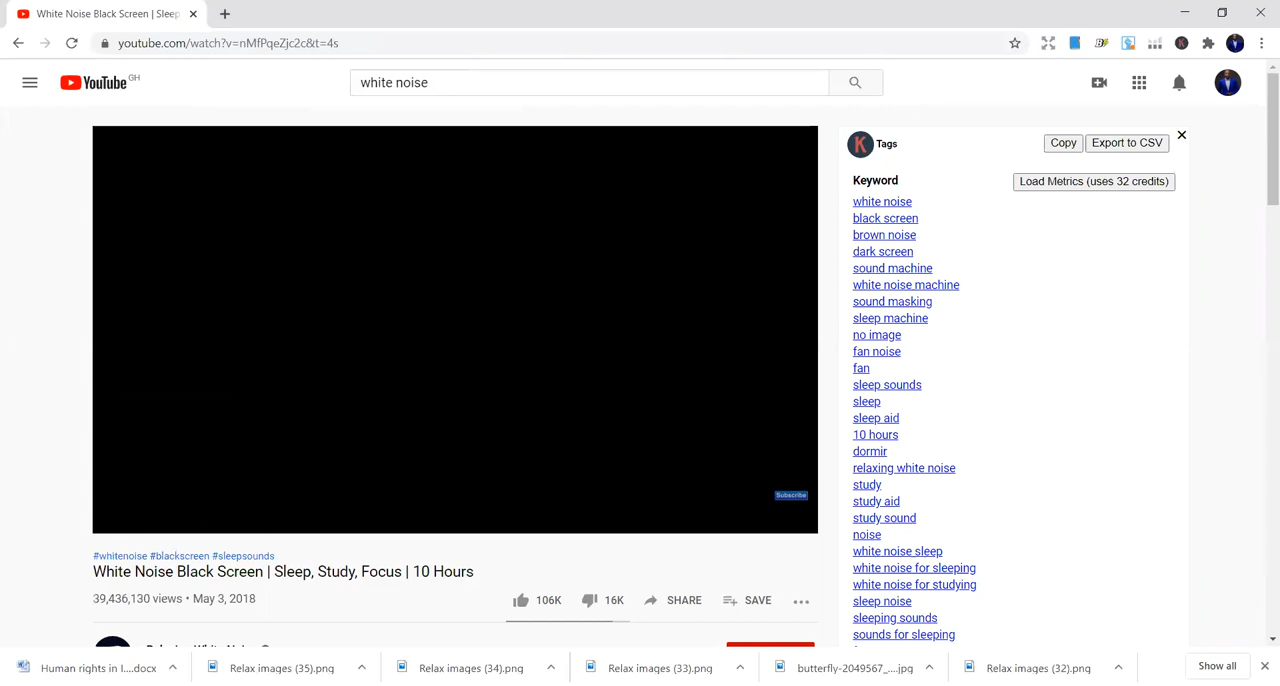 White Noise Black Screen | Sleep
youtube.com/watch?v=nMfPqeZjc2c&t=4s
YouTube GH
white noise
K Tags
Copy
Export to CSV
Keyword
Load Metrics (uses 32 credits)
white noise
black screen
brown noise
dark screen
sound machine
white noise machine
sound masking
sleep machine
no image
fan noise
fan
sleep sounds
sleep
sleep aid
10 hours
dormir
relaxing white noise
study
study aid
study sound
noise
white noise sleep
white noise for sleeping
white noise for studying
sleep noise
sleeping sounds
sounds for sleeping
Subscribe
#whitenoise #blackscreen #sleepsounds
White Noise Black Screen | Sleep, Study, Focus | 10 Hours
39,436,130 views • May 3, 2018
106K
16K
SHARE
SAVE
Human rights in I....docx
Relax images (35).png
Relax images (34).png
Relax images (33).png
butterfly-2049567_....jpg
Relax images (32).png
Show all